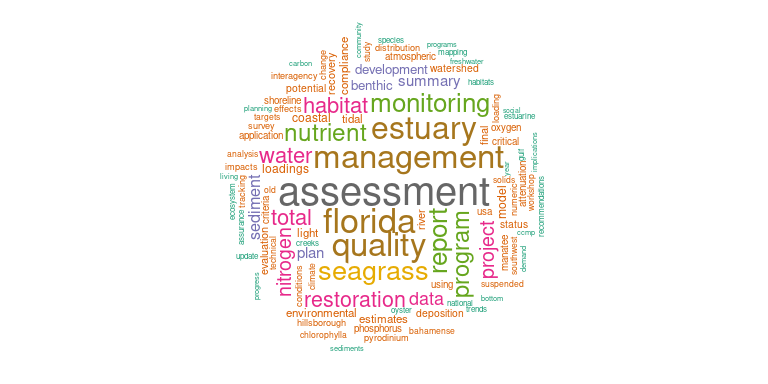 community
species
programs
study
distribution
mapping
carbon
change
recovery
compliance
atmospheric
freshwater
interagency
development
watershed
potential
benthic
summary
habitats
shoreline
habitat
monitoring
loading
planning
effects
social
targets
coastal
tidal
estuary
estuarine
survey
nutrient
final
oxygen
application
critical
analysis
water
management
gulf
implications
impacts
loadings
year
attenuation
living
solids
workshop
ecosystem
tracking
sediment
old
assessment
model
numeric
recommendations
assurance
criteria
total
florida
river
report
program
usa
status
light
project
ccmp
creeks
quality
manatee
southwest
demand
update
evaluation
technical
nitrogen
plan
progress
conditions
climate
seagrass
using
suspended
restoration
data
national
bottom
environmental
oyster
deposition
trends
hillsborough
estimates
phosphorus
bahamense
chlorophylla
pyrodinium
sediments